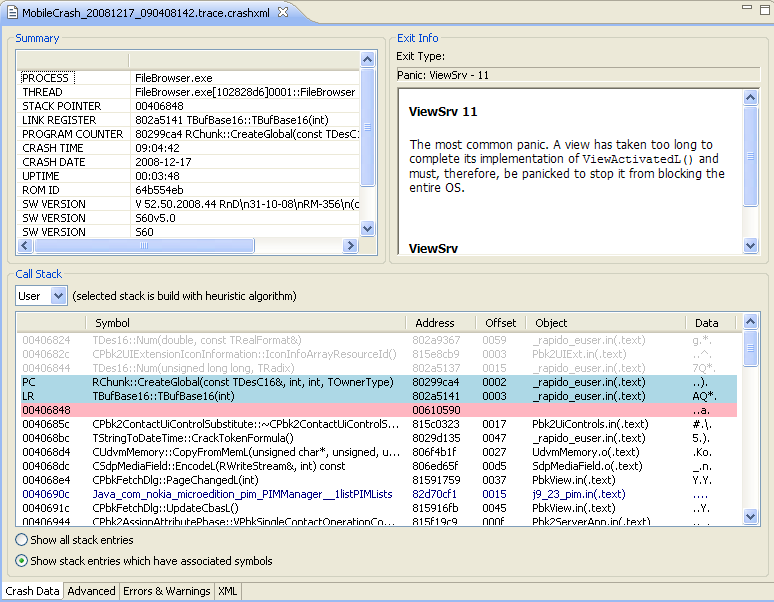 MobileCrash_20081217_090408142.trace.crashxml
Summary
PROCESS FileBrowser.exe
THREAD FileBrowser.exe[102828d6]0001::FileBrowser
STACK POINTER 00406848
LINK REGISTER 802a5141 TBufBase16::TBufBase16(int)
PROGRAM COUNTER 80299ca4 RChunk::CreateGlobal(const TDesC1
CRASH TIME 09:04:42
CRASH DATE 2008-12-17
UPTIME 00:03:48
ROM ID 64b554eb
SW VERSION V 52.50.2008.44 RnD\n31-10-08\nRM-356\n(c
SW VERSION S60v5.0
SW VERSION S60
Exit Info
Exit Type:
Panic: ViewSrv - 11
ViewSrv 11
The most common panic. A view has taken too long to
complete its implementation of ViewActivatedL() and
must, therefore, be panicked to stop it from blocking the
entire OS.
ViewSrv
Call Stack
User (selected stack is build with heuristic algorithm)
Symbol Address Offset Object Data
00406824 TDes16::Num(double, const TRealFormat&) 802a9367 0059 _rapido_euser.in(.text) g.*.
0040682c CPbk2UIExtensionIconInformation::IconInfoArrayResourceId() 815e8cb9 0003 Pbk2UIExt.in(.text) ..^.
00406844 TDes16::Num(unsigned long long, TRadix) 802a5137 0015 _rapido_euser.in(.text) 7Q*.
PC RChunk::CreateGlobal(const TDesC16&, int, int, TOwnerType) 80299ca4 0002 _rapido_euser.in(.text) ..).
LR TBufBase16::TBufBase16(int) 802a5141 0003 _rapido_euser.in(.text) AQ*.
00406848 00610590 ..a.
0040685c CPbk2ContactUiControlSubstitute::~CPbk2ContactUiControlS... 815c0323 0017 Pbk2UiControls.in(.text) #.\.
004068bc TStringToDateTime::CrackTokenFormula() 8029d135 0047 _rapido_euser.in(.text) 5.).
004068d4 CUdvmMemory::CopyFromMemL(unsigned char*, unsigned, u... 806f4b1f 0027 UdvmMemory.o(.text) .Ko.
004068dc CSdpMediaField::EncodeL(RWriteStream&, int) const 806ed65f 00d5 SdpMediaField.o(.text) _.n.
004068f4 CPbkFetchDlg::PageChangedL(int) 81591759 0037 PbkView.in(.text) Y.Y.
0040690c Java_com_nokia_microedition_pim_PIMManager__1listPIMLists 82d70cf1 0015 j9_23_pim.in(.text) ....
0040691c CPbkFetchDlg::UpdateCbasL() 815916fb 0045 PbkView.in(.text) ..Y.
00406944 CPbk2AssignAttributePhase::VPbkSingleContactOperationCo... 815f19c9 000f Pbk2ServerApp.in(.text)
Show all stack entries
Show stack entries which have associated symbols
Crash Data Advanced Errors & Warnings XML